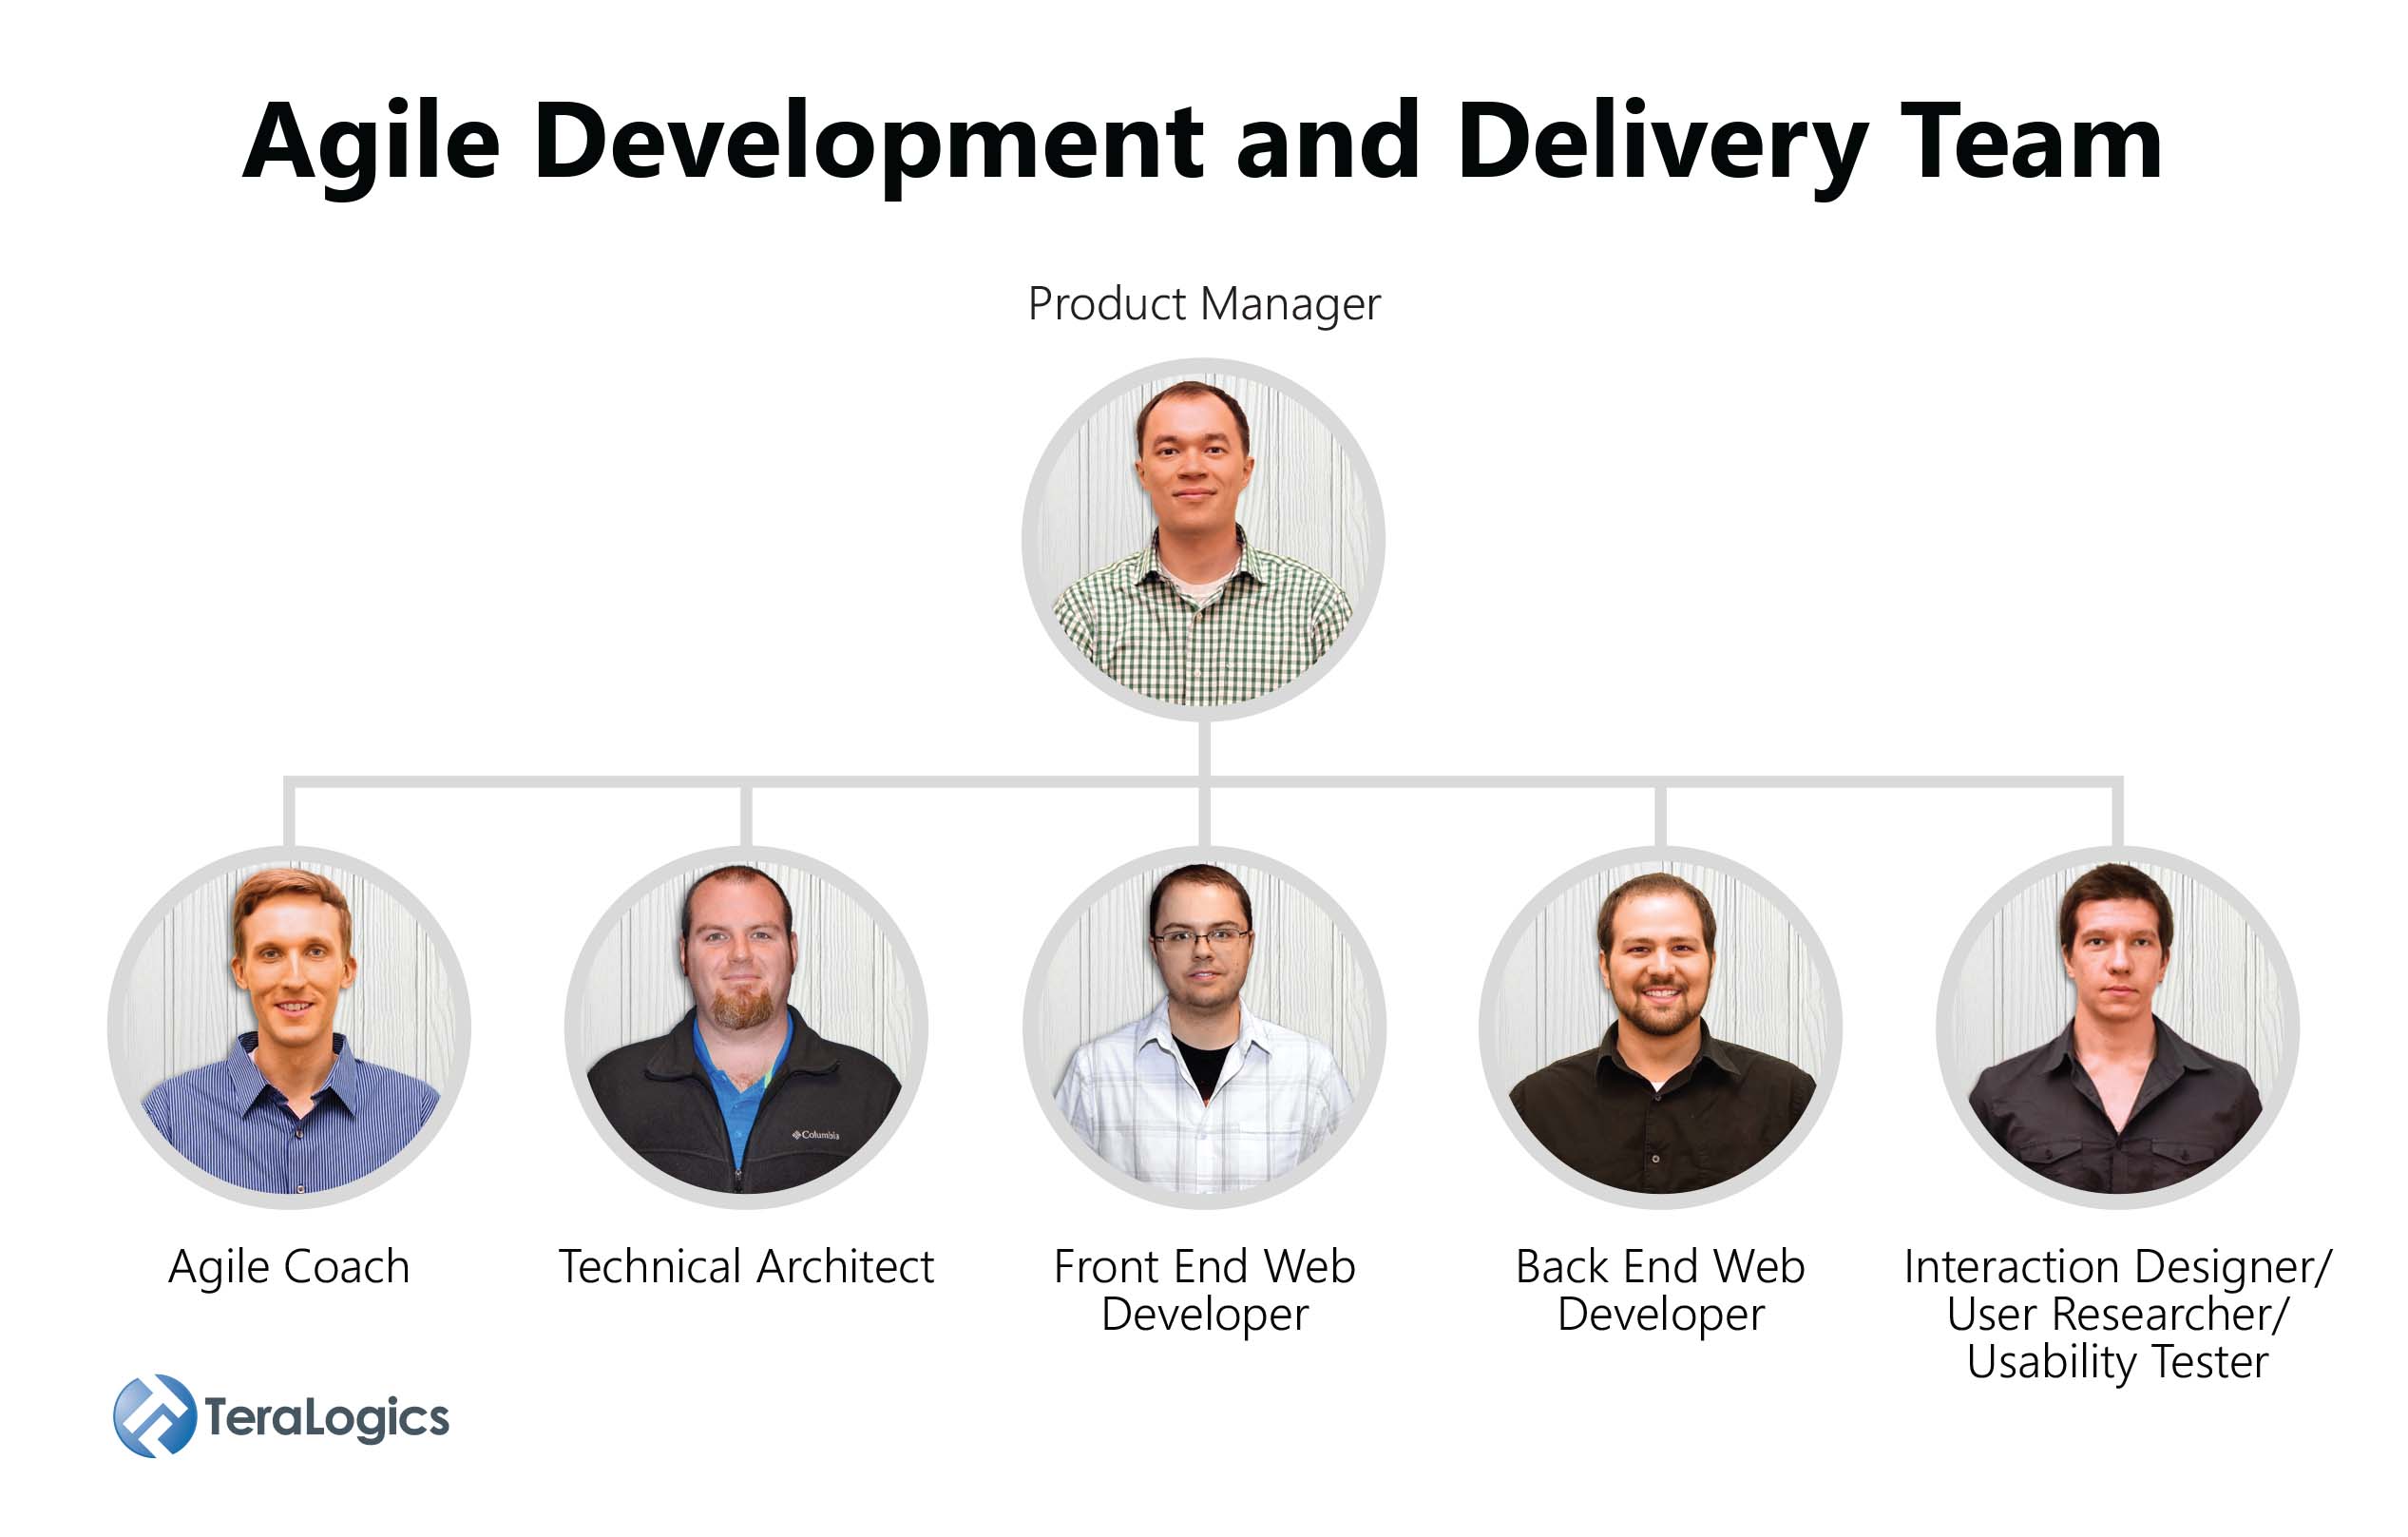 Agile Development and Delivery Team
Product Manager
Columbia
Agile Coach
Technical Architect
Front End Web
Developer
Back End Web
Developer
Interaction Designer/
User Researcher/
Usability Tester
TeraLogics